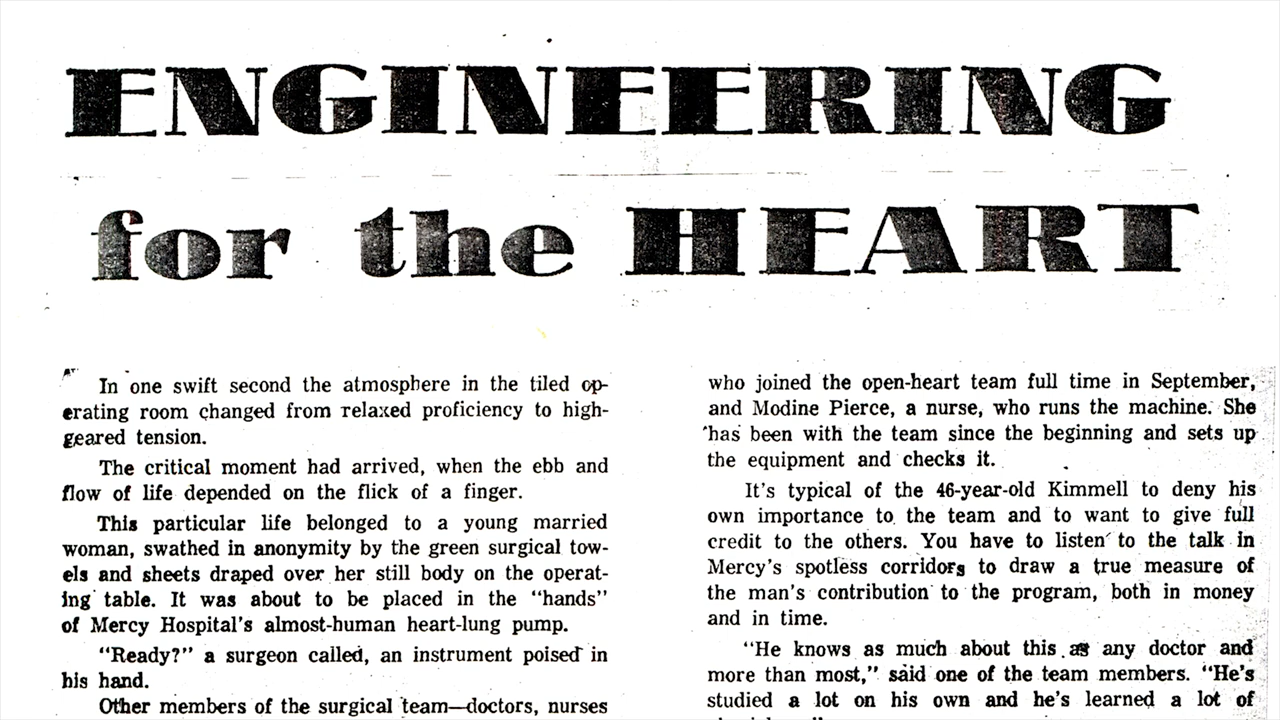 ENGINEERING
for the HEART
In one swift second the atmosphere in the tiled op-
erating room changed from relaxed proficiency to high-
geared tension.
The critical moment had arrived, when the ebb and
flow of life depended on the flick of a finger.
This particular life belonged to a young married
woman, swathed in anonymity by the green surgical tow-
els and sheets draped over her still body on the operat-
ing table. It was about to be placed in the "hands"
of Mercy Hospital's almost-human heart-lung pump.
"Ready?" a surgeon called, an instrument poised in
his hand.
Other members of the surgical team—doctors, nurses
who joined the open-heart team full time in September,
and Modine Pierce, a nurse, who runs the machine. She
has been with the team since the beginning and sets up
the equipment and checks it.
It's typical of the 46-year-old Kimmell to deny his
own importance to the team and to want to give full
credit to the others. You have to listen to the talk in
Mercy's spotless corridors to draw a true measure of
the man's contribution to the program, both in money
and in time.
"He knows as much about this as any doctor and
more than most," said one of the team members. "He's
studied a lot on his own and he's learned a lot of